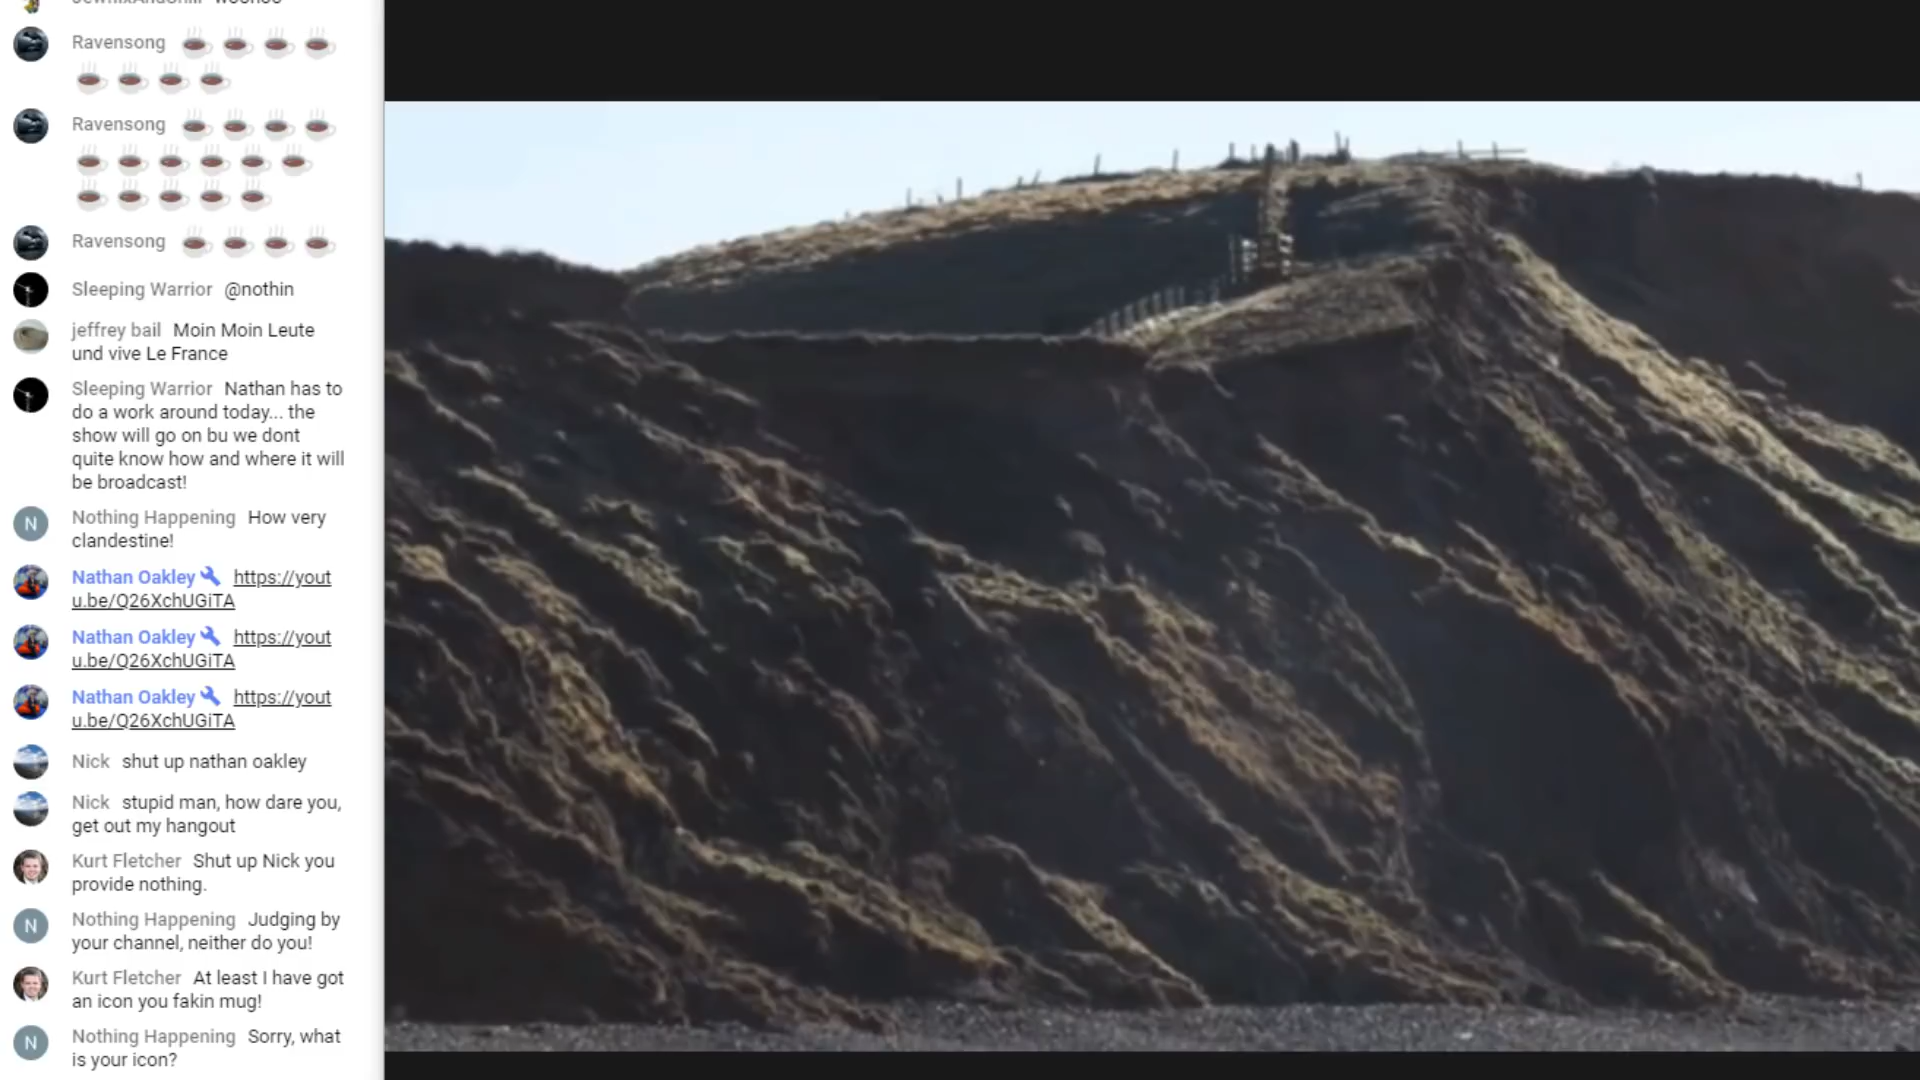 Ravensong
Ravensong
Ravensong
Sleeping Warrior @nothin
jeffrey bail Moin Moin Leute
und vive Le France
Sleeping Warrior Nathan has to
do a work around today... the
show will go on bu we dont
quite know how and where it will
be broadcast!
Nothing Happening How very
clandestine!
Nathan Oakley https://yout
u.be/Q26XchUGiTA
Nathan Oakley https://yout
u.be/Q26XchUGiTA
Nathan Oakley https://yout
u.be/Q26XchUGiTA
Nick shut up nathan oakley
Nick stupid man, how dare you,
get out my hangout
Kurt Fletcher Shut up Nick you
provide nothing.
Nothing Happening Judging by
your channel, neither do you!
Kurt Fletcher At least I have got
an icon you fakin mug!
Nothing Happening Sorry, what
is your icon?
N
N
N